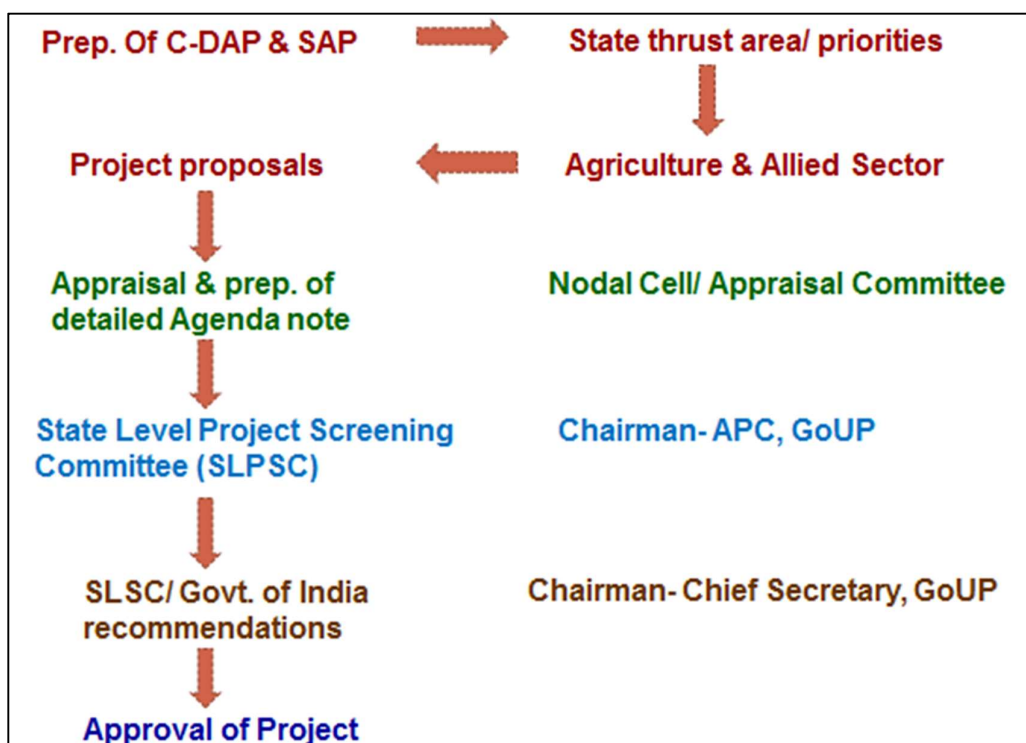 Prep. Of C-DAP & SAP
State thrust area/ priorities
Project proposals
Agriculture & Allied Sector
Appraisal & prep. of
detailed Agenda note
Nodal Cell/ Appraisal Committee
State Level Project Screening
Committee (SLPSC)
Chairman- APC, GoUP
SLSC/ Govt. of India
recommendations
Chairman- Chief Secretary, GoUP
Approval of Project